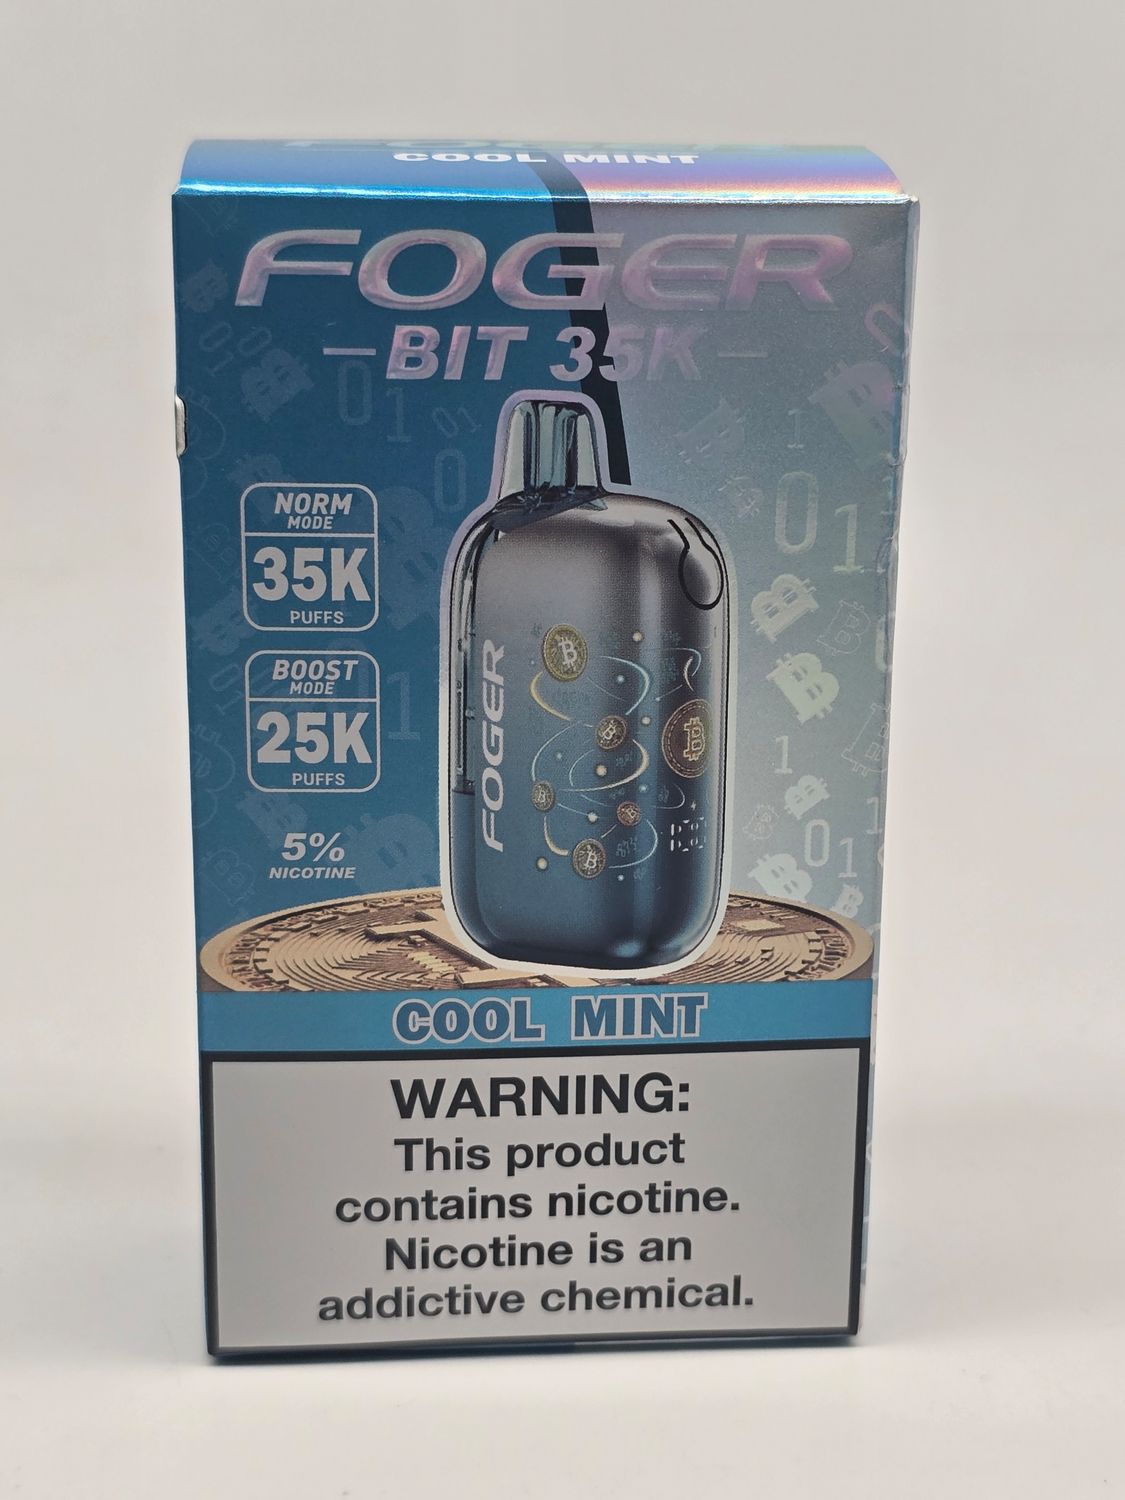 COOL MINT
FOGER
BIT 35K
NORM
MODE
35K
PUFFS
BOOST
MODE
25K
PUFFS
5%
NICOTINE
FOGER
COOL MINT
WARNING:
This product
contains nicotine.
Nicotine is an
addictive chemical.